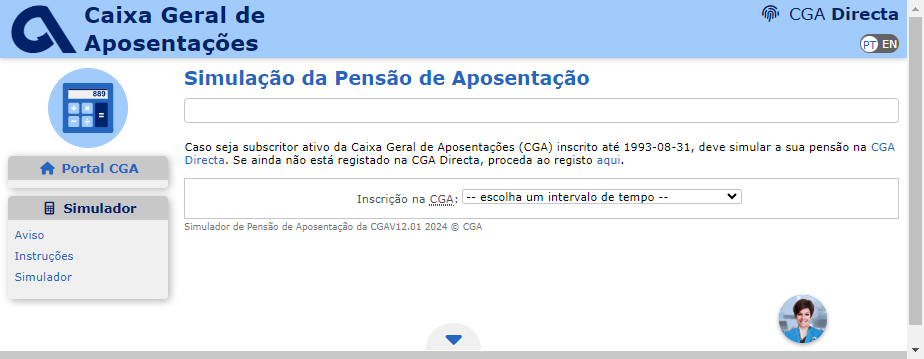 Caixa Geral de
Aposentações
CGA Directa
PT EN
889
Portal CGA
Simulador
Aviso
Instruções
Simulador
Simulação da Pensão de Aposentação
Caso seja subscritor ativo da Caixa Geral de Aposentações (CGA) inscrito até 1993-08-31, deve simular a sua pensão na CGA
Directa. Se ainda não está registado na CGA Directa, proceda ao registo aqui.
Inscrição na CGA: -- escolha um intervalo de tempo --
Simulador de Pensão de Aposentação da CGAV12.01 2024 © CGA